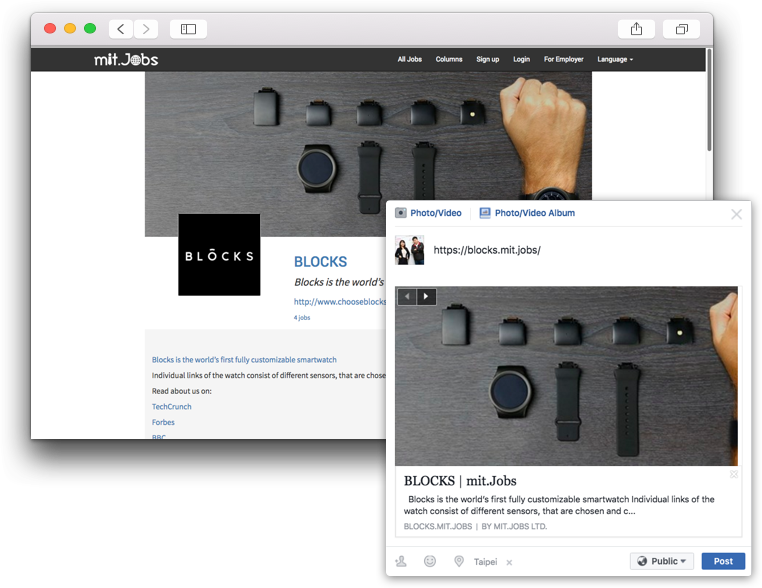 mit.Jobs
All Jobs Columns Sign up Login For Employer Language
BLŌCKS
BLOCKS
Blocks is the world's
http://www.chooseblocks
4 jobs
Blocks is the world's first fully customizable smartwatch
Individual links of the watch consist of different sensors, that are chose
Read about us on:
TechCrunch
Forbes
BBC
Photo/Video Photo/Video Album
https://blocks.mit.jobs/
BLOCKS | mit.Jobs
Blocks is the world's first fully customizable smartwatch Individual links of the
watch consist of different sensors, that are chosen and c...
BLOCKS.MIT.JOBS | BY MIT.JOBS LTD.
Taipei Public Post